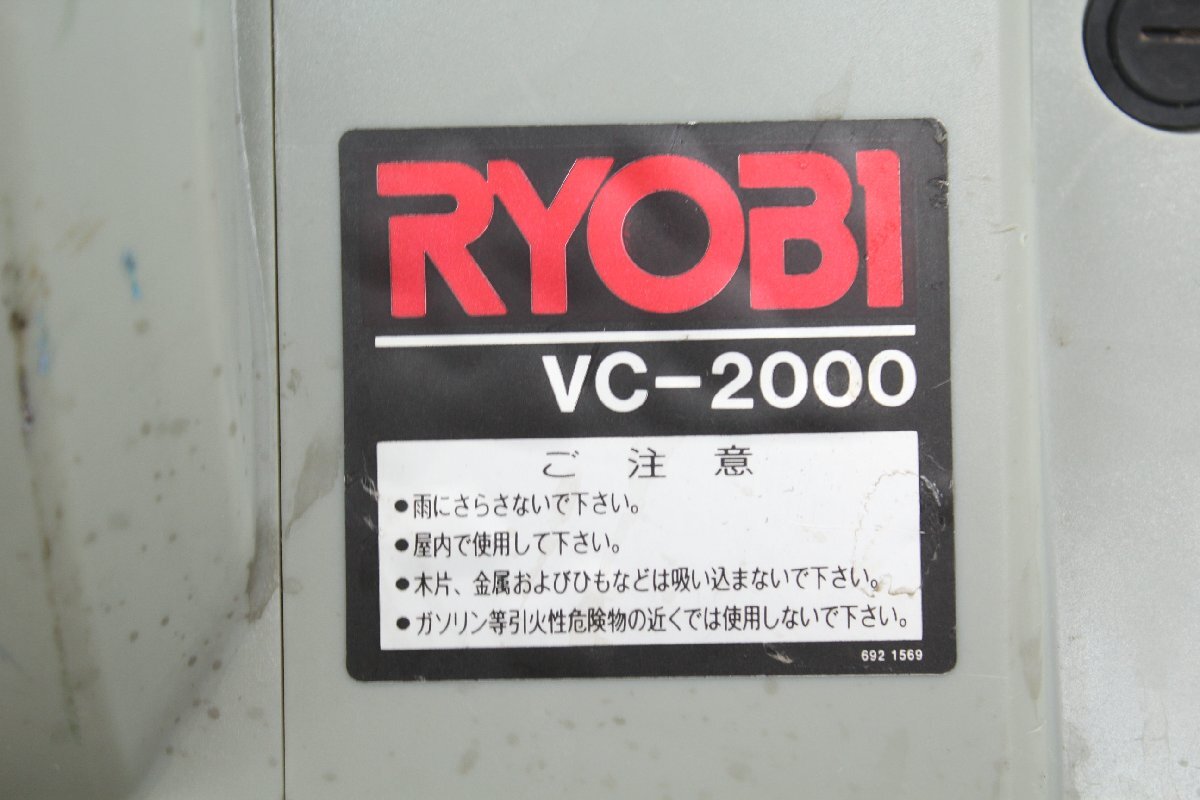 RYOBI
VC-2000
ご注意
●雨にさらさないで下さい。
●屋内で使用して下さい。
●木片、金属およびひもなどは吸い込まないで下さい。
●ガソリン等引火性危険物の近くでは使用しないで下さい。
692 1569